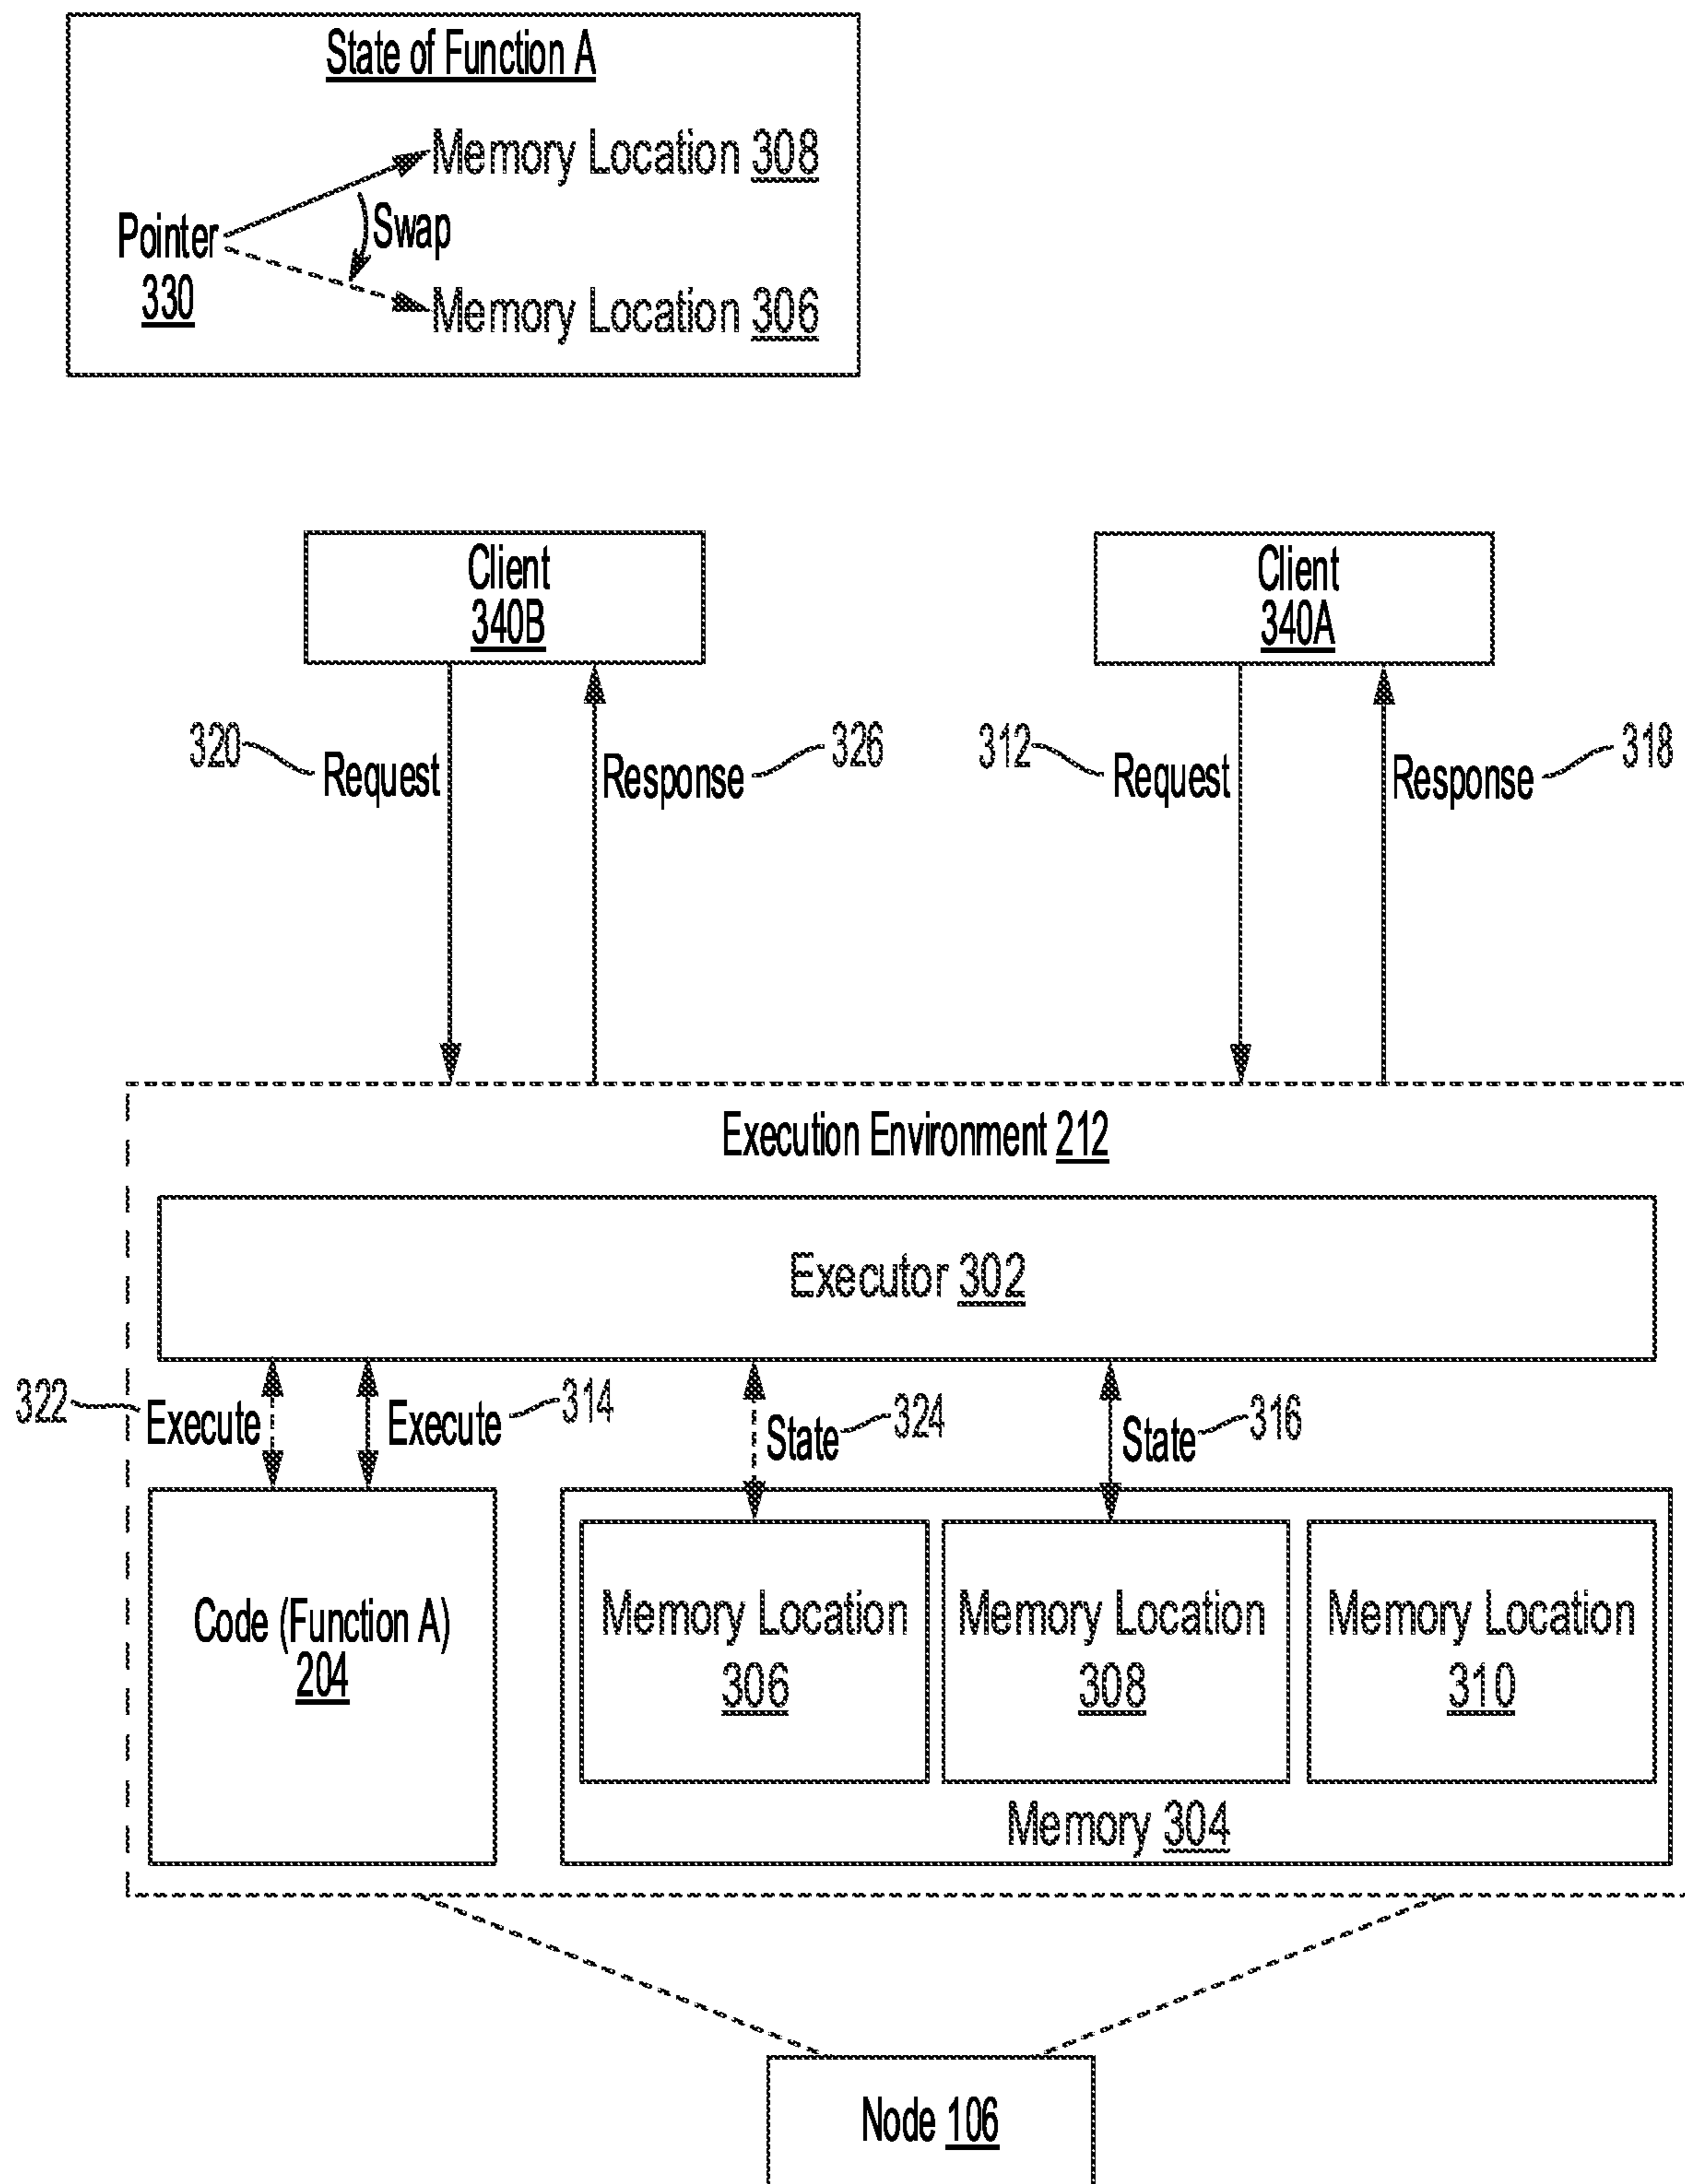 State of Function A
Memory Location 308
Swap
Pointer
330
Memory Location 306
Client
340B
Client
340A
320
Request
Response
326
312
Request
Response
318
Execution Environment 212
Executor 302
322
Execute
Execute
314
State
324
State
316
Code (Function A)
204
Memory Location
306
Memory Location
308
Memory Location
310
Memory 304
Node 106